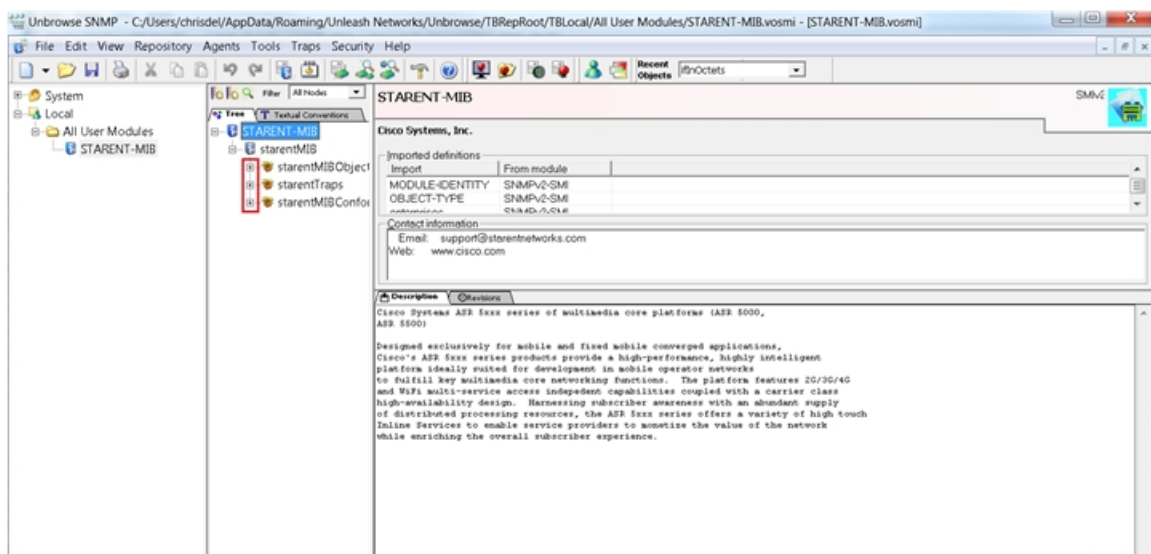 Unbrowse SNMP - C:/Users/chrisdel/AppData/Roaming/Unleash Networks/Unbrowse/TBRepRoot/TBLocal/All User Modules/STARENT-MIB.vosmi - [STARENT-MIB.vosmi]
File Edit View Repository Agents Tools Traps Security Help
Recent Objects ifInOctets
System
Local
All User Modules
STARENT-MIB
Filter All Nodes
Tree Textual Conventions
STARENT-MIB
starentMIB
starentMIBObject
starentTraps
starentMIBConfor
STARENT-MIB
SMIv2
Cisco Systems, Inc.
Imported definitions
Import From module
MODULE-IDENTITY SNMPv2-SMI
OBJECT-TYPE SNMPv2-SMI
enterprises SNMPv2-SMI
Contact information
Email: support@starentnetworks.com
Web: www.cisco.com
Description Revisions
Cisco Systems ASR 5xxx series of multimedia core platforms (ASR 5000,
ASR 5500)
Designed exclusively for mobile and fixed mobile converged applications,
Cisco's ASR 5xxx series products provide a high-performance, highly intelligent
platform ideally suited for development in mobile operator networks
to fulfill key multimedia core networking functions. The platform features 2G/3G/4G
and WiFi multi-service access indepedent capabilities coupled with a carrier class
high-availability design. Harnessing subscriber awareness with an abundant supply
of distributed processing resources, the ASR 5xxx series offers a variety of high touch
Inline Services to enable service providers to monetize the value of the network
while enriching the overall subscriber experience.